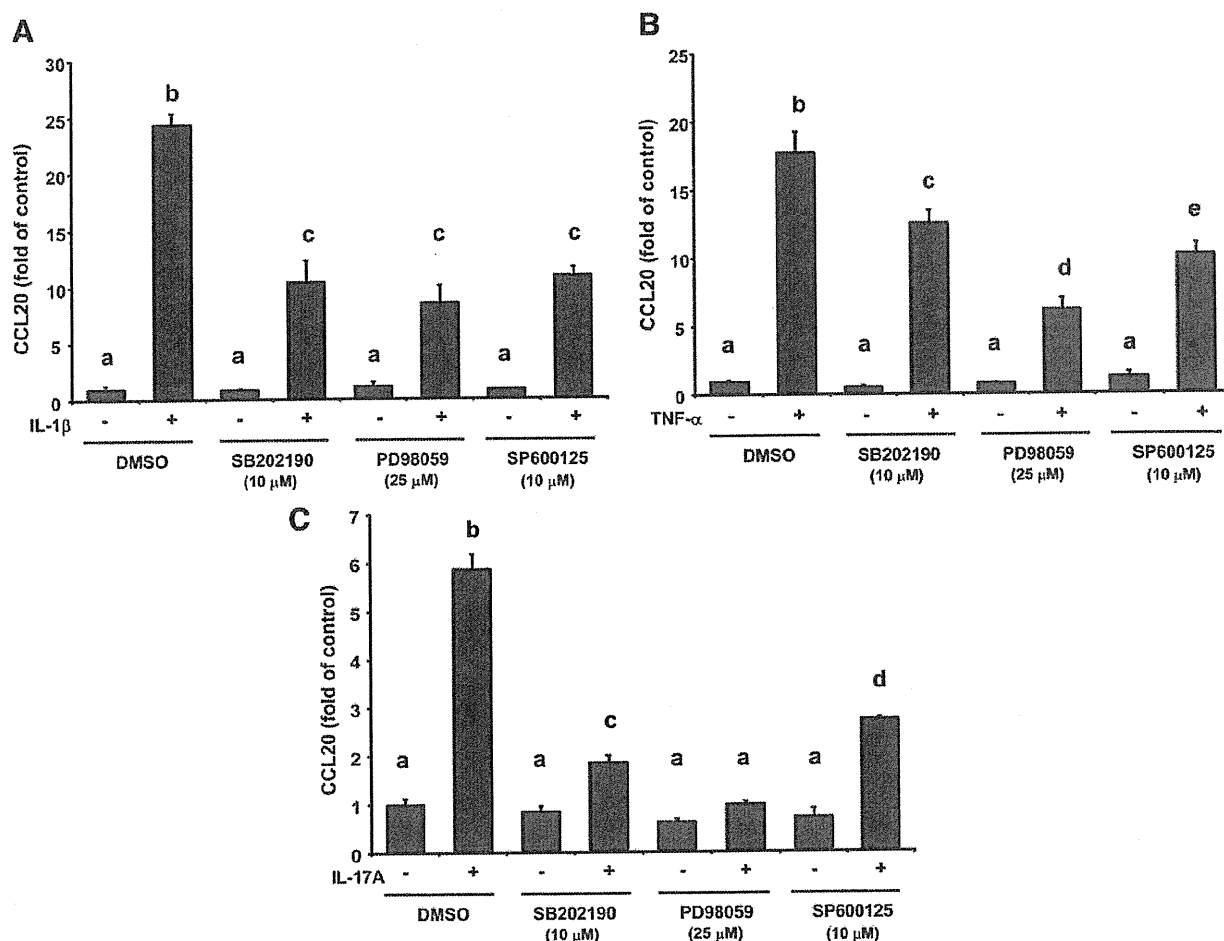 A
CCL20 (fold of control)
30
25
20
15
10
5
0
a
b
a
c
a
c
a
c
IL-1β - + - + - + - +
DMSO SB202190 PD98059 SP600125
(10 μM) (25 μM) (10 μM)
B
CCL20 (fold of control)
25
20
15
10
5
0
a
b
a
c
a
d
a
e
TNF-α - + - + - + - +
DMSO SB202190 PD98059 SP600125
(10 μM) (25 μM) (10 μM)
C
CCL20 (fold of control)
7
6
5
4
3
2
1
0
a
b
a
c
a
a
a
d
IL-17A - + - + - + - +
DMSO SB202190 PD98059 SP600125
(10 μM) (25 μM) (10 μM)